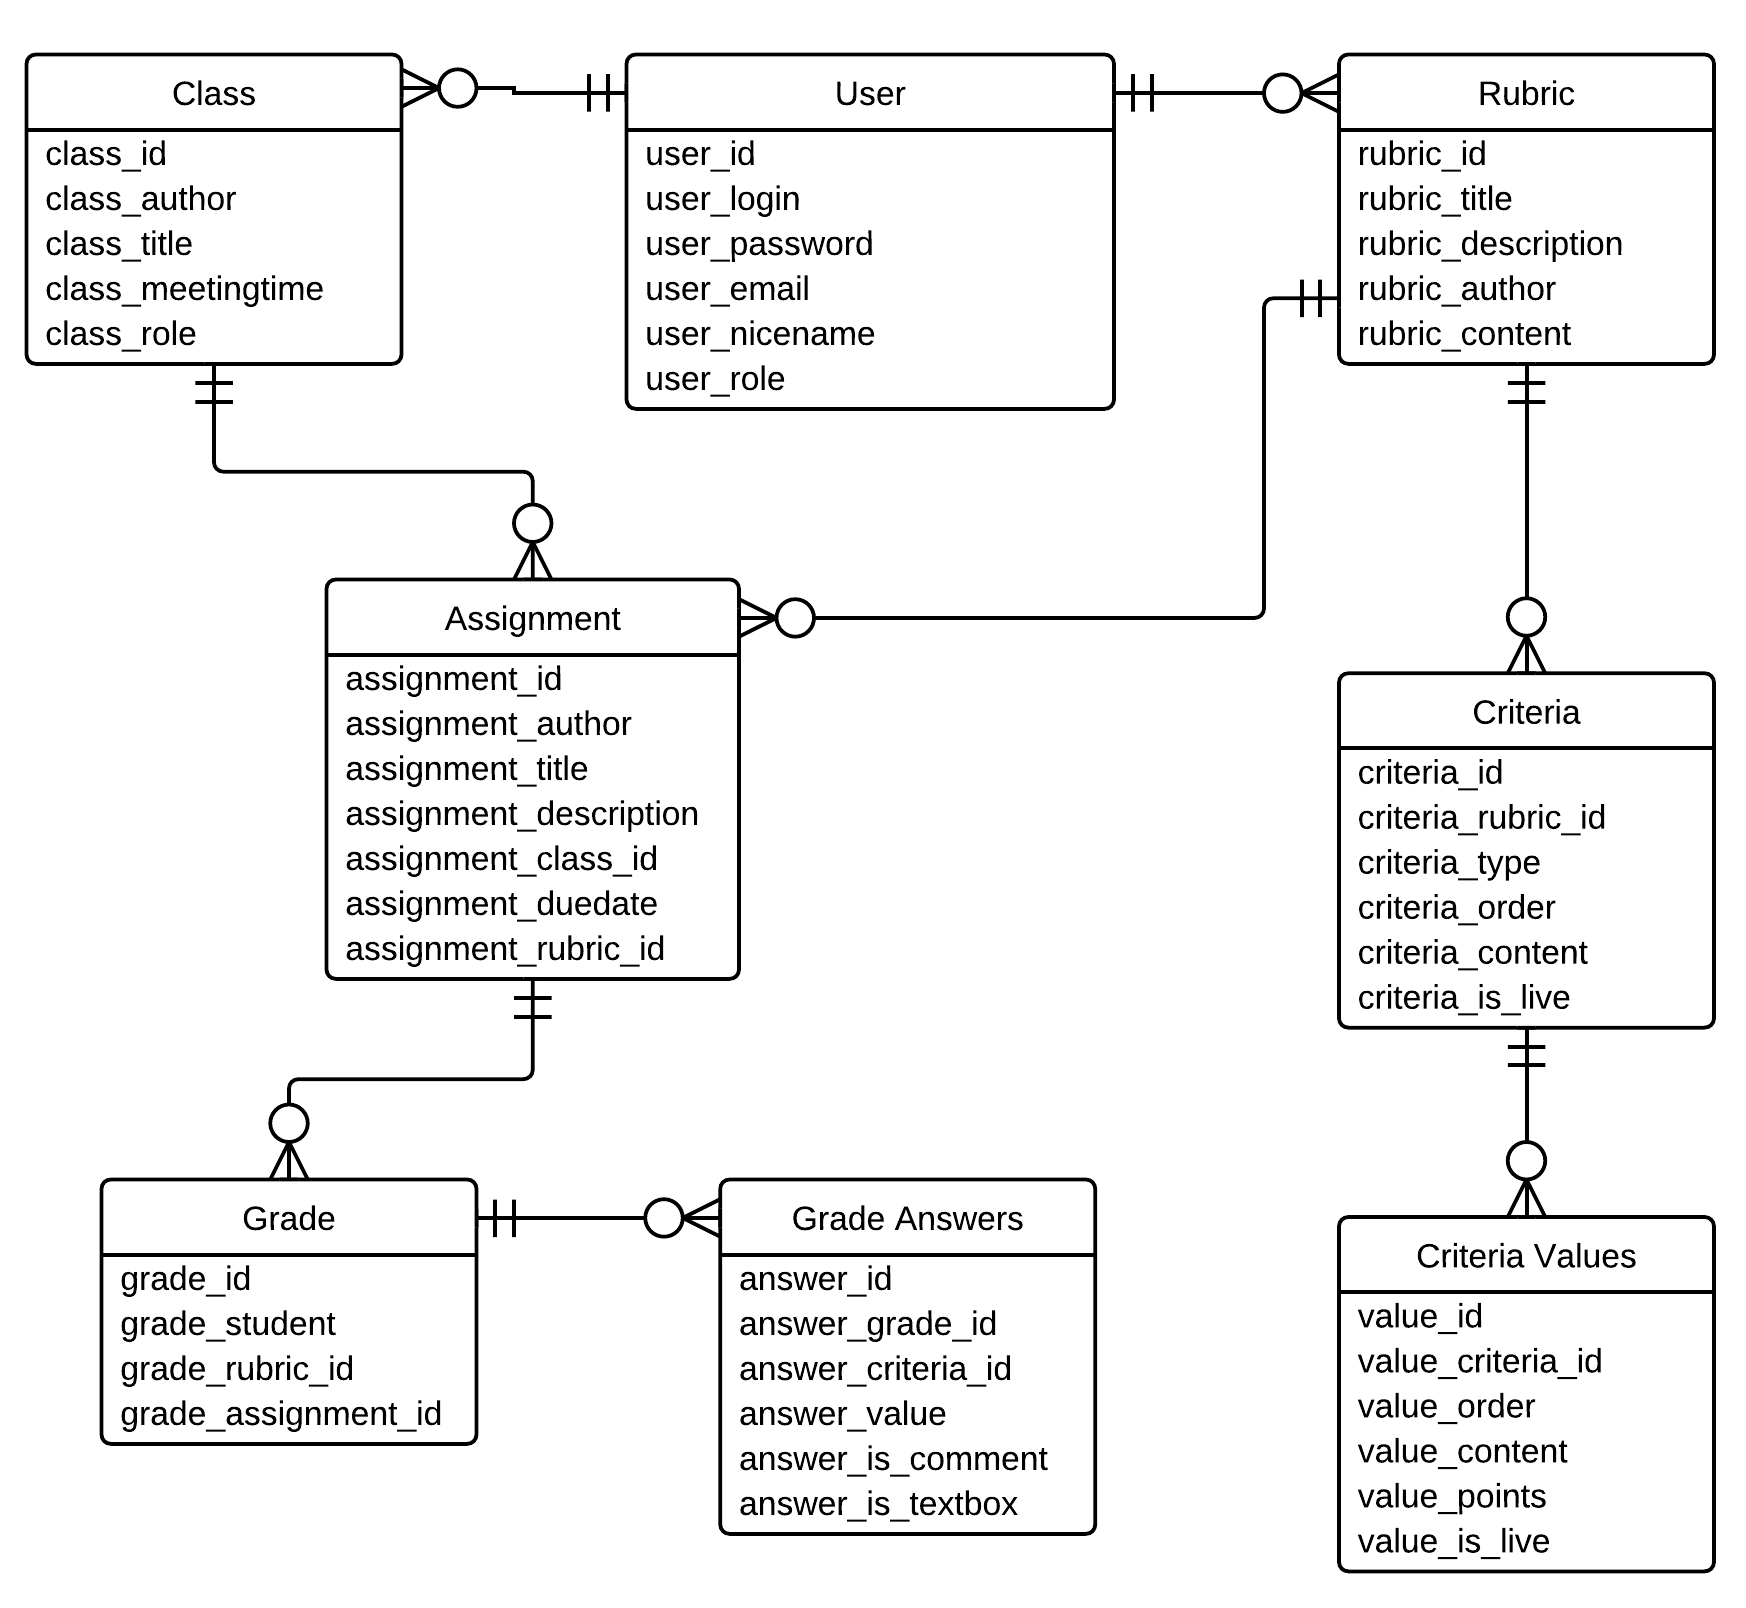 Class
class_id
class_author
class_title
class_meetingtime
class_role
User
user_id
user_login
user_password
user_email
user_nicename
user_role
Rubric
rubric_id
rubric_title
rubric_description
rubric_author
rubric_content
Assignment
assignment_id
assignment_author
assignment_title
assignment_description
assignment_class_id
assignment_duedate
assignment_rubric_id
Criteria
criteria_id
criteria_rubric_id
criteria_type
criteria_order
criteria_content
criteria_is_live
Grade
grade_id
grade_student
grade_rubric_id
grade_assignment_id
Grade Answers
answer_id
answer_grade_id
answer_criteria_id
answer_value
answer_is_comment
answer_is_textbox
Criteria Values
value_id
value_criteria_id
value_order
value_content
value_points
value_is_live